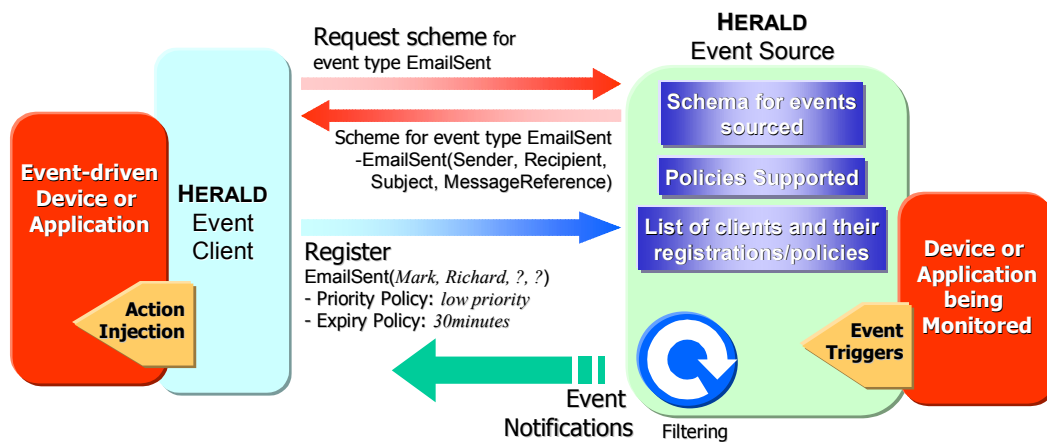 HERALD
Event Source
Request scheme for
event type EmailSent
Schema for events
sourced
Scheme for event type EmailSent
-EmailSent(Sender, Recipient,
Subject, MessageReference)
Event-driven
Device or
Application
HERALD
Event
Client
Policies Supported
List of clients and their
registrations/policies
Register
EmailSent(Mark, Richard, ?, ?)
- Priority Policy: low priority
- Expiry Policy: 30minutes
Device or
Application
being
Monitored
Action
Injection
Event
Triggers
Event
Notifications
Filtering